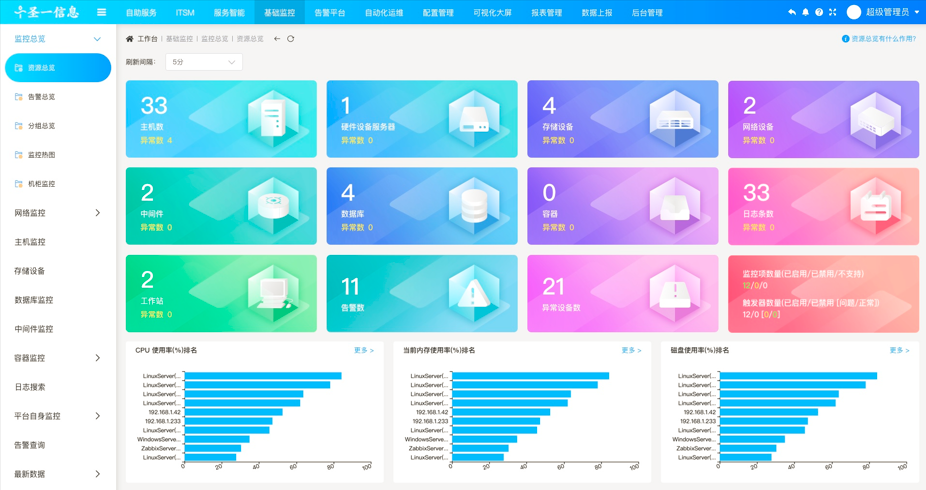 千圣一信息
自助服务 ITSM 服务智能 基础监控 告警平台 自动化运维 配置管理 可视化大屏 报表管理 数据上报 后台管理
超级管理员
监控总览
资源总览
告警总览
分组总览
监控热图
机柜监控
网络监控
主机监控
存储设备
数据库监控
中间件监控
容器监控
日志搜索
平台自身监控
告警查询
最新数据
工作台 | 基础监控 | 监控总览 | 资源总览
资源总览有什么作用?
刷新间隔: 5分
33
主机数
异常数 4
1
硬件设备服务器
异常数 0
4
存储设备
异常数 0
2
网络设备
异常数 0
2
中间件
异常数 0
4
数据库
异常数 0
0
容器
异常数 0
33
日志条数
异常数 0
2
工作站
异常数 0
11
告警数
21
异常设备数
监控项数量(已启用/已禁用/不支持)
12/0/0
触发器数量(已启用/已禁用 [问题/正常])
12/0 [0/0]
CPU 使用率(%)排名 更多 >
LinuxServer(...
LinuxServer(...
LinuxServer(...
LinuxServer(...
192.168.1.42
192.168.1.233
LinuxServer(...
WindowsServe...
ZabbixServer...
LinuxServer(...
0 20 40 60 80 100
当前内存使用率(%)排名 更多 >
LinuxServer(...
LinuxServer(...
LinuxServer(...
LinuxServer(...
192.168.1.42
192.168.1.233
LinuxServer(...
WindowsServe...
ZabbixServer...
LinuxServer(...
0 20 40 60 80 100
磁盘使用率(%)排名 更多 >
LinuxServer(...
LinuxServer(...
LinuxServer(...
LinuxServer(...
192.168.1.42
192.168.1.233
LinuxServer(...
WindowsServe...
ZabbixServer...
LinuxServer(...
0 20 40 60 80 100